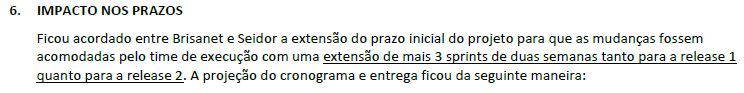 6. IMPACTO NOS PRAZOS
Ficou acordado entre Brisanet e Seidor a extensão do prazo inicial do projeto para que as mudanças fossem
acomodadas pelo time de execução com uma extensão de mais 3 sprints de duas semanas tanto para a release 1
quanto para a release 2. A projeção do cronograma e entrega ficou da seguinte maneira: